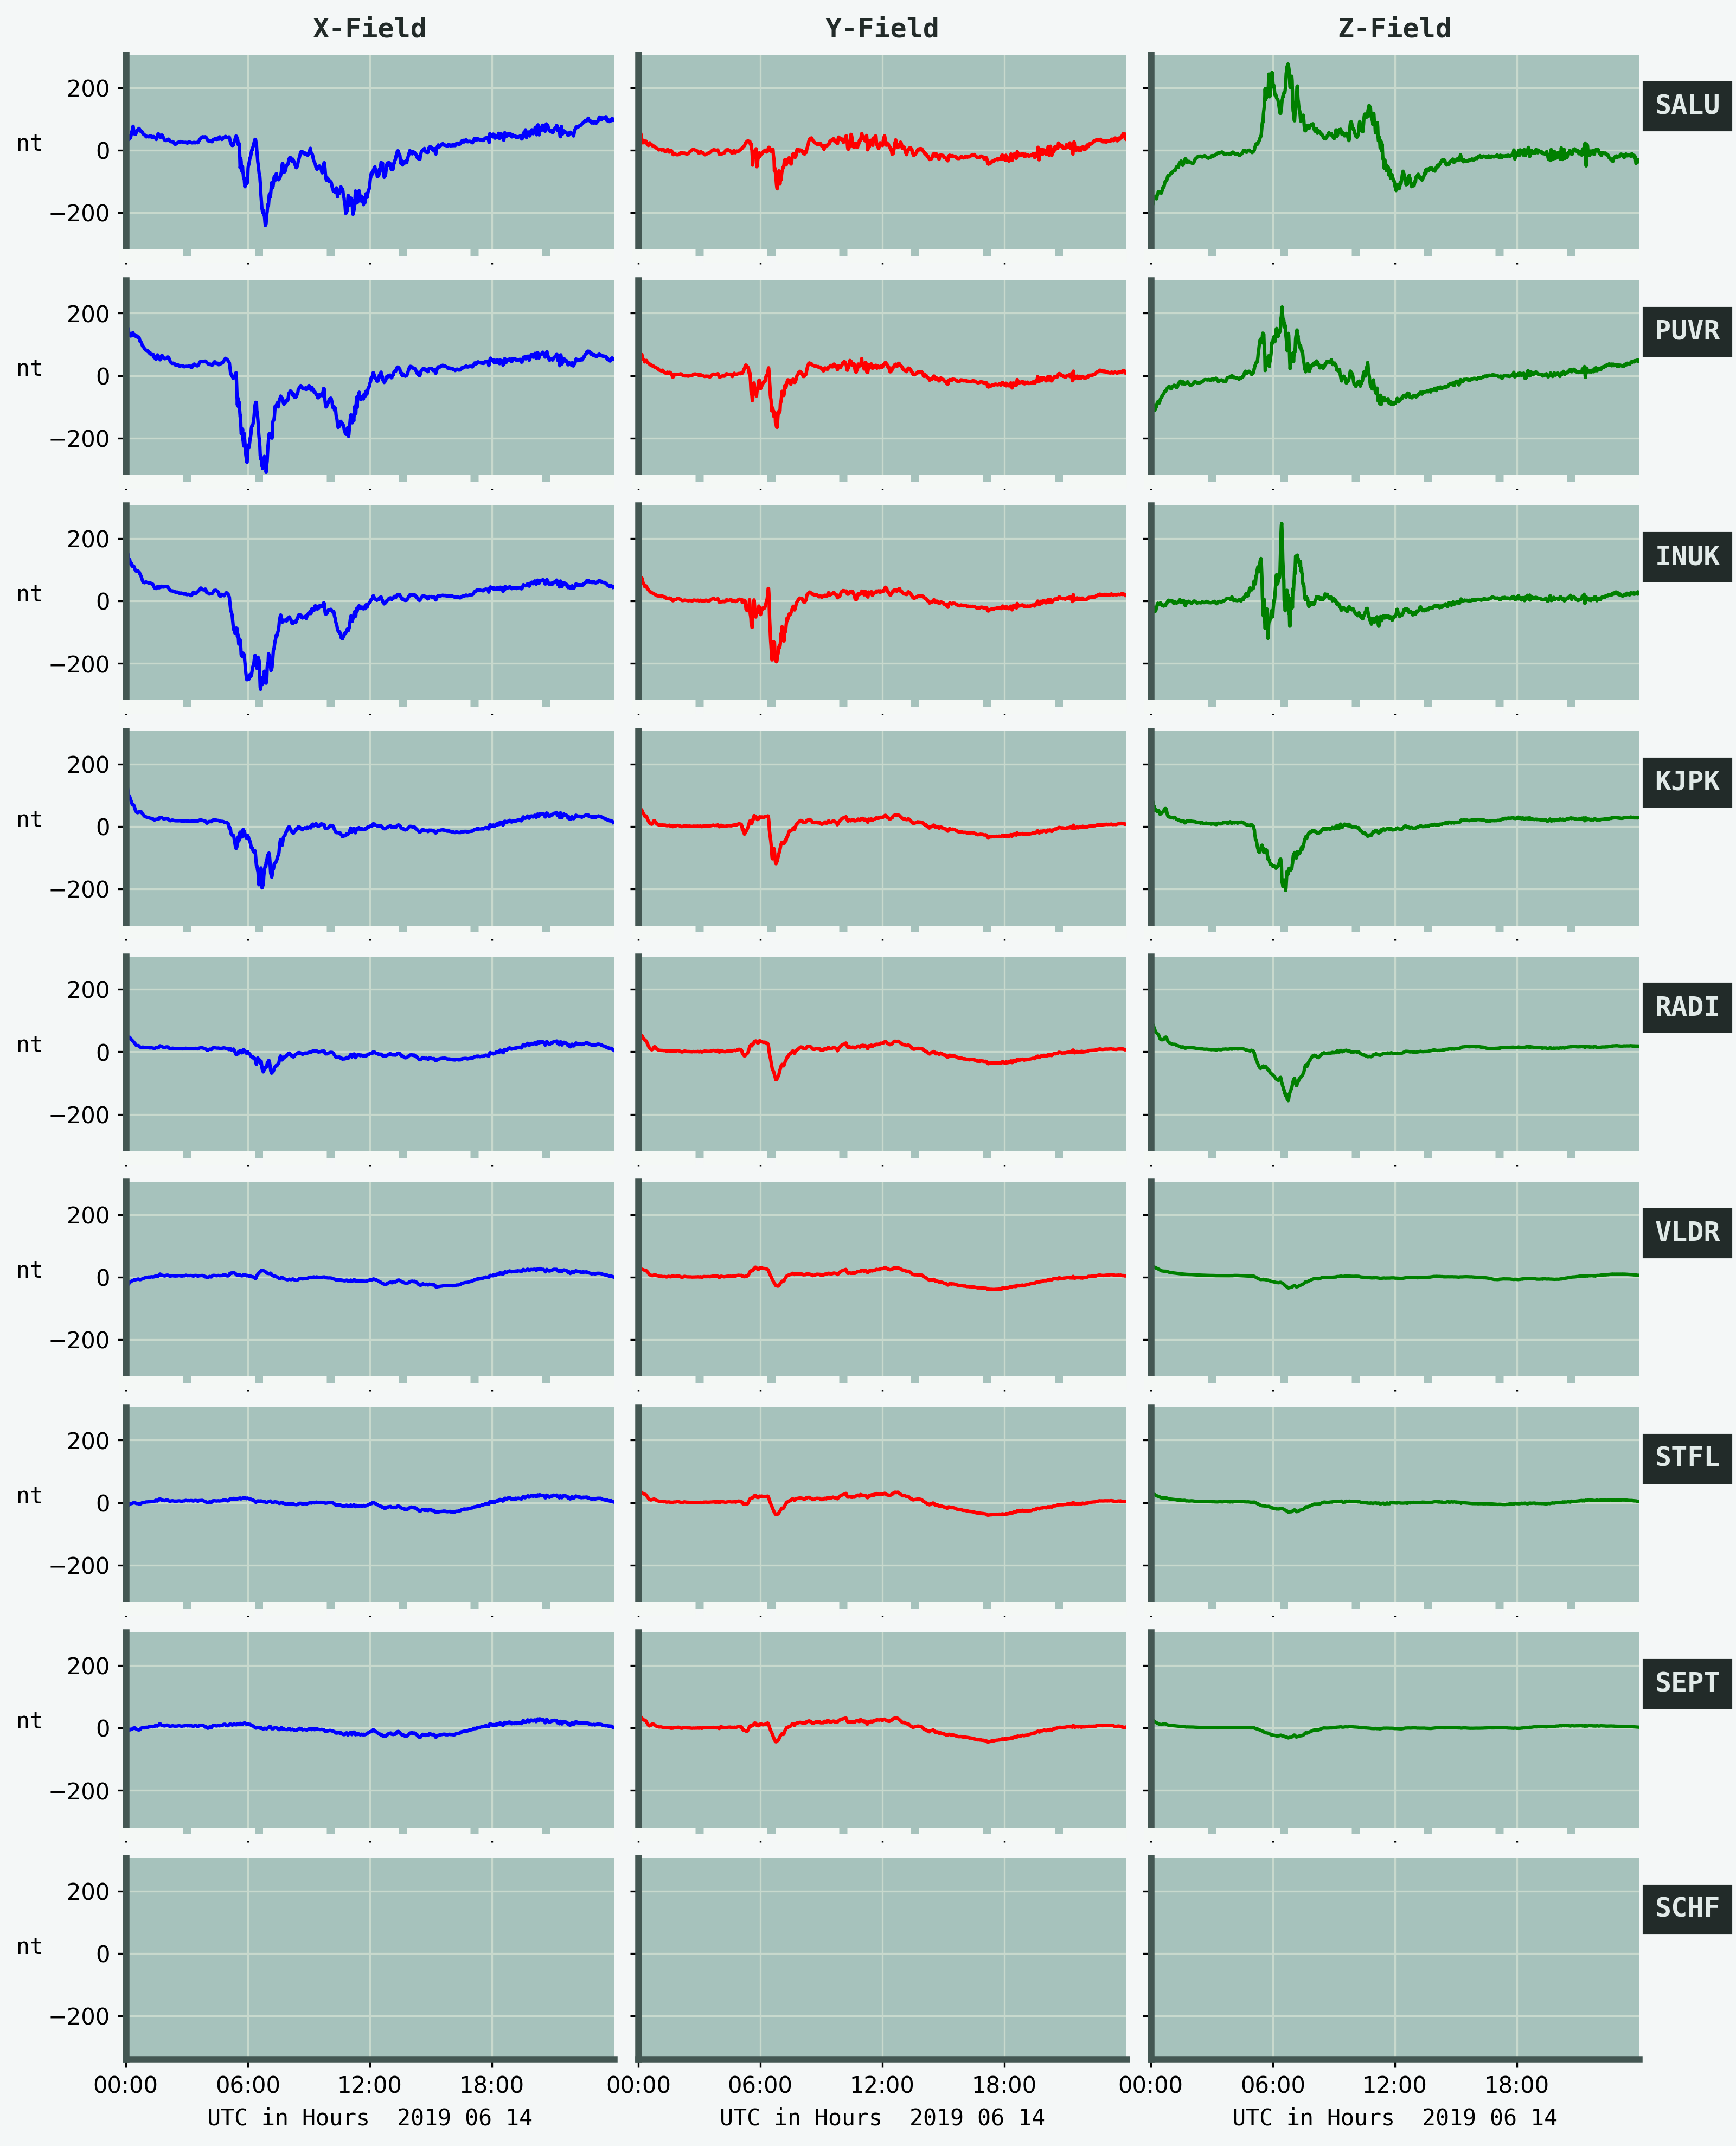 X-Field Y-Field Z-Field
200
nt 0
−200
SALU
200
nt 0
−200
PUVR
200
nt 0
−200
INUK
200
nt 0
−200
KJPK
200
nt 0
−200
RADI
200
nt 0
−200
VLDR
200
nt 0
−200
STFL
200
nt 0
−200
SEPT
200
nt 0
−200
SCHF
00:00 06:00 12:00 18:00 00:00 06:00 12:00 18:00 00:00 06:00 12:00 18:00
UTC in Hours 2019 06 14 UTC in Hours 2019 06 14 UTC in Hours 2019 06 14